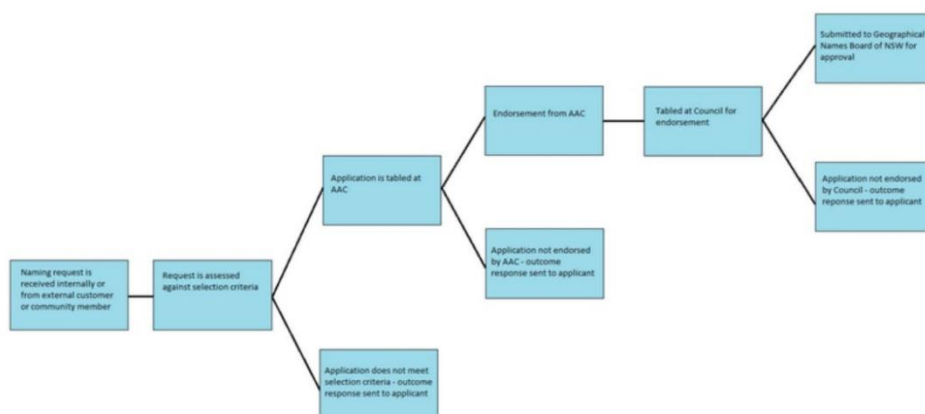 Naming request is
received internally or
from external customer
or community member
Request is assessed
against selection criteria
Application is tabled at
AAC
Application does not meet
selection criteria - outcome
response sent to applicant
Endorsement from AAC
Application not endorsed
by AAC - outcome
response sent to applicant
Tabled at Council for
endorsement
Submitted to Geographical
Names Board of NSW for
approval
Application not endorsed
by Council - outcome
reponse sent to applicant